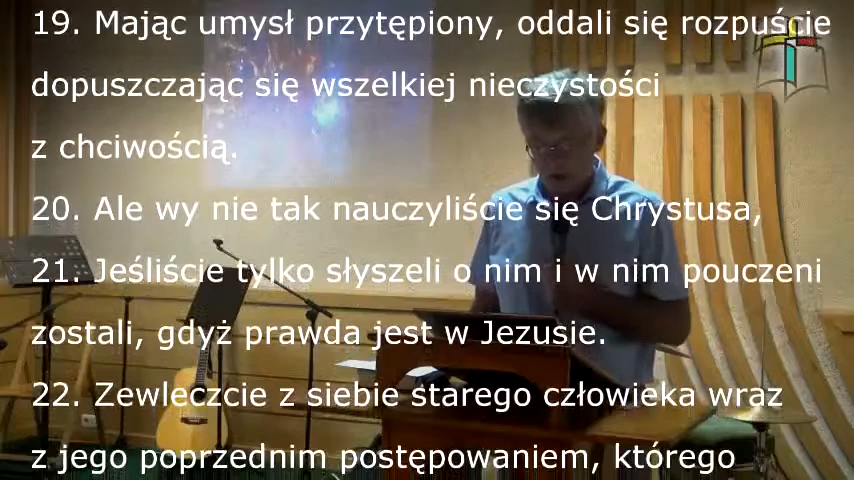 19. Mając umysł przytępiony, oddali się rozpuście
dopuszczając się wszelkiej nieczystości
z chciwością.
20. Ale wy nie tak nauczyliście się Chrystusa,
21. Jeśliście tylko słyszeli o nim i w nim pouczeni
zostali, gdyż prawda jest w Jezusie.
22. Zewleczcie z siebie starego człowieka wraz
z jego poprzednim postępowaniem, którego